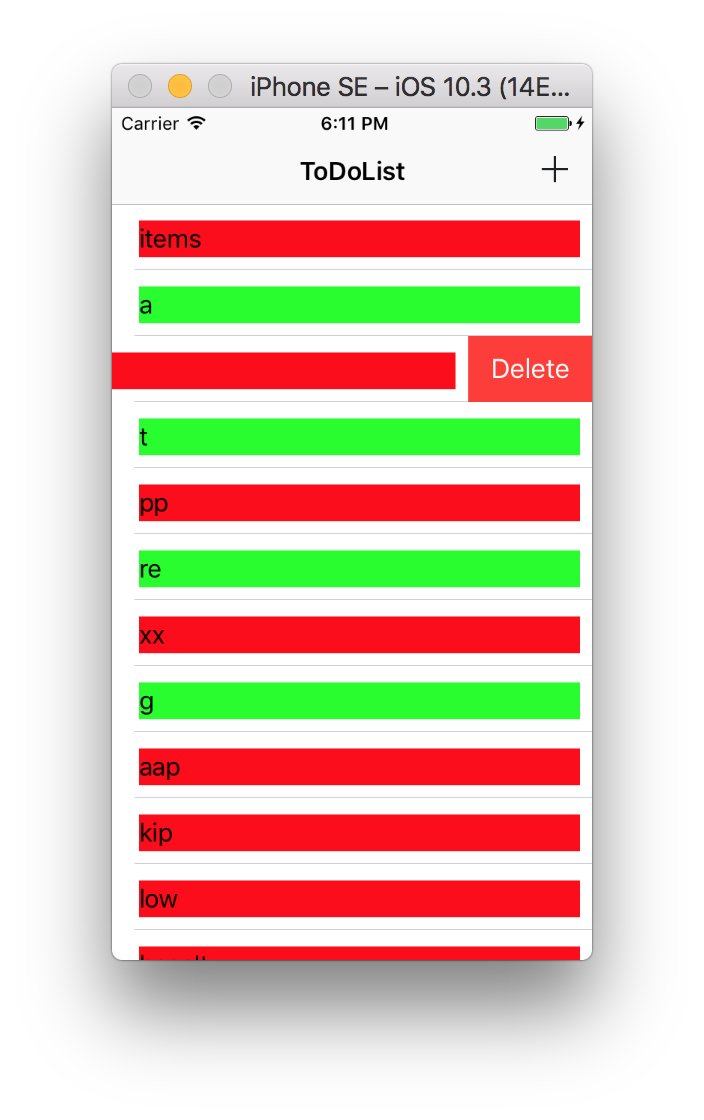 iPhone SE – iOS 10.3 (14E...
Carrier 6:11 PM
ToDoList
items
a
Delete
t
pp
re
xx
g
aap
kip
low